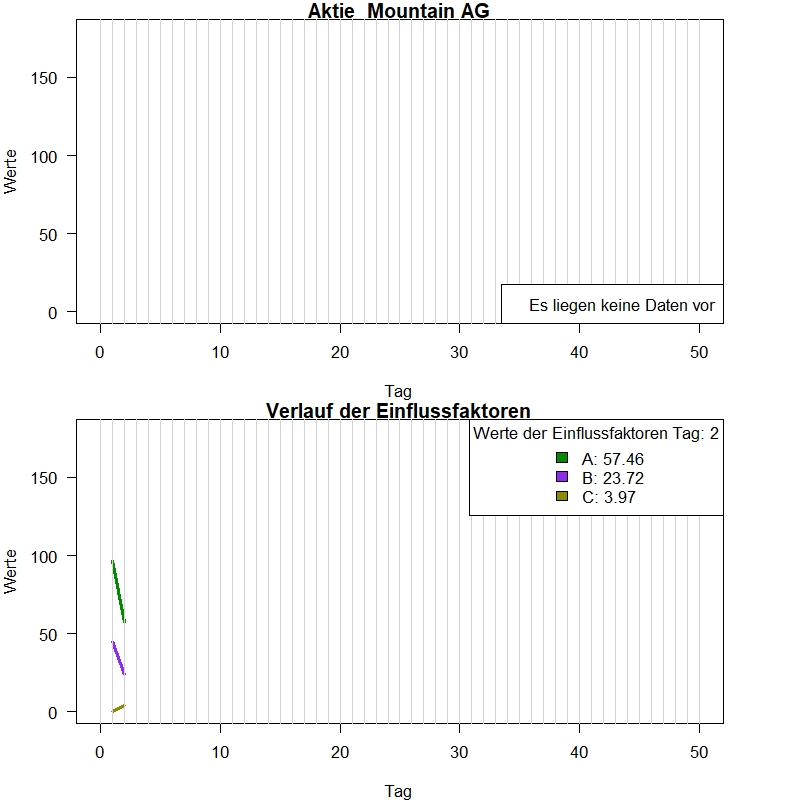 Aktie  Mountain AG
Werte
150
100
50
0
Es liegen keine Daten vor
0 10 20 30 40 50
Tag
Verlauf der Einflussfaktoren
Werte der Einflussfaktoren Tag: 2
A: 57.46
B: 23.72
C: 3.97
Werte
150
100
50
0
0 10 20 30 40 50
Tag